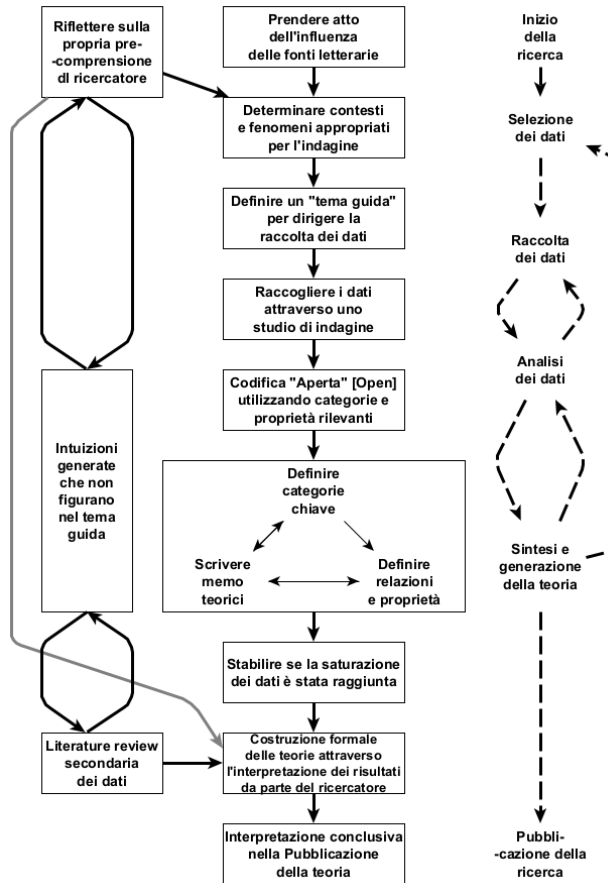 Riflettere sulla
propria pre-
-comprensione
dI ricercatore
Prendere atto
dell'influenza
delle fonti letterarie
Inizio
della
ricerca
Determinare contesti
e fenomeni appropriati
per l'indagine
Selezione
dei dati
Definire un "tema guida"
per dirigere la
raccolta dei dati
Raccolta
dei dati
Raccogliere i dati
attraverso uno
studio di indagine
Analisi
dei dati
Codifica "Aperta" [Open]
utilizzando categorie e
proprietà rilevanti
Intuizioni
generate
che non
figurano
nel tema
guida
Definire
categorie
chiave
Scrivere
memo
teorici
Definire
relazioni
e proprietà
Sintesi e
generazione
della teoria
Stabilire se la saturazione
dei dati è stata raggiunta
Literature review
secondaria
dei dati
Costruzione formale
delle teorie attraverso
l'interpretazione dei risultati
da parte del ricercatore
Interpretazione conclusiva
nella Pubblicazione
della teoria
Pubbli-
-cazione della
ricerca